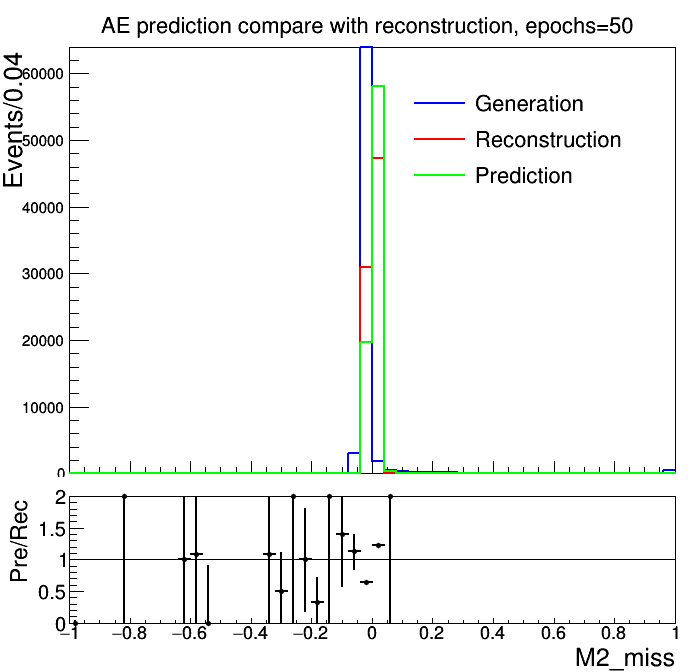 AE prediction compare with reconstruction, epochs=50
Events/0.04
60000
50000
40000
30000
20000
10000
0
Generation
Reconstruction
Prediction
Pre/Rec
2
1.5
1
0.5
0
−1 −0.8 −0.6 −0.4 −0.2 0 0.2 0.4 0.6 0.8 1
M2_miss